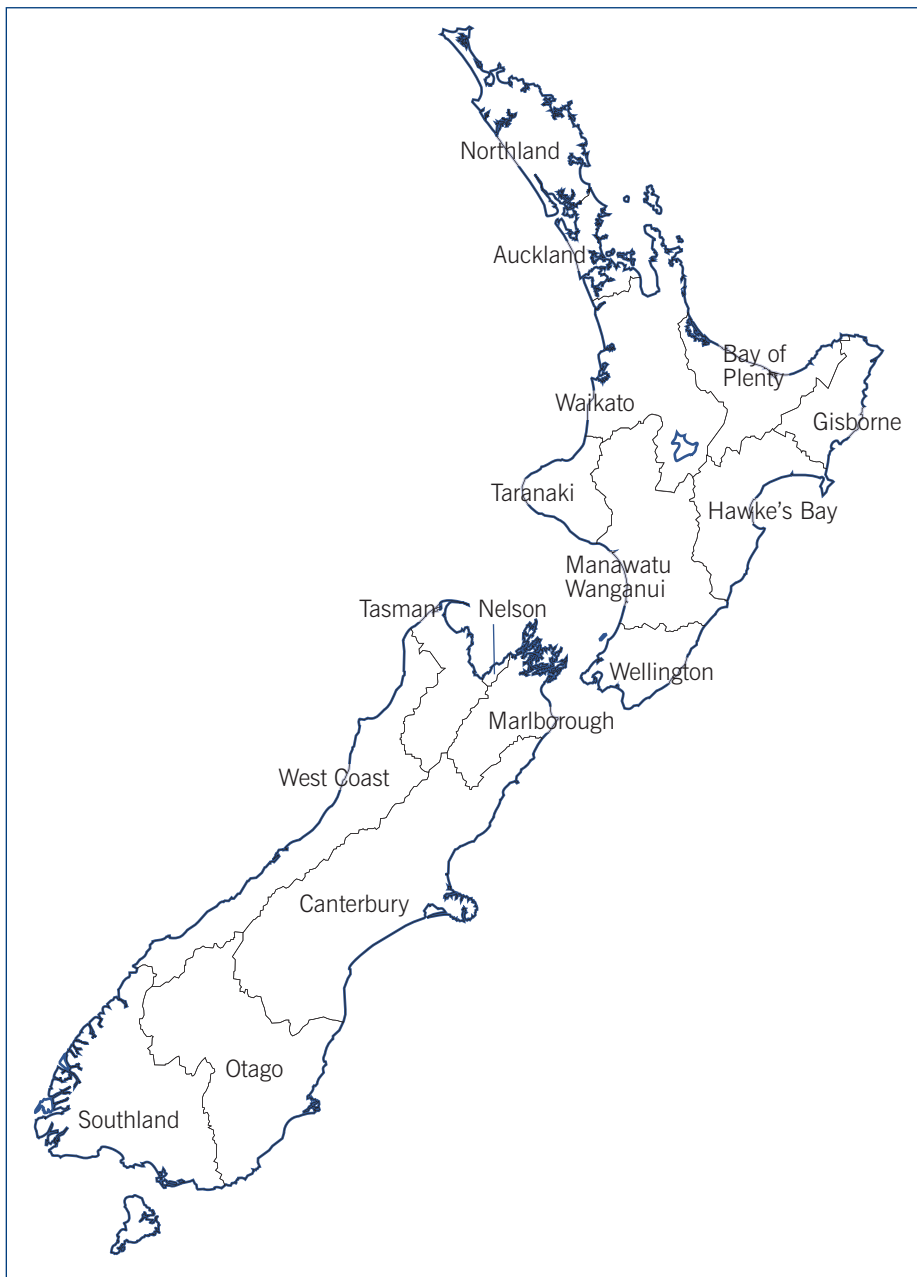 Northland
Auckland
Bay of
Plenty
Waikato
Gisborne
Taranaki
Hawke's Bay
Manawatu
Wanganui
Tasman
Nelson
Wellington
Marlborough
West Coast
Canterbury
Otago
Southland